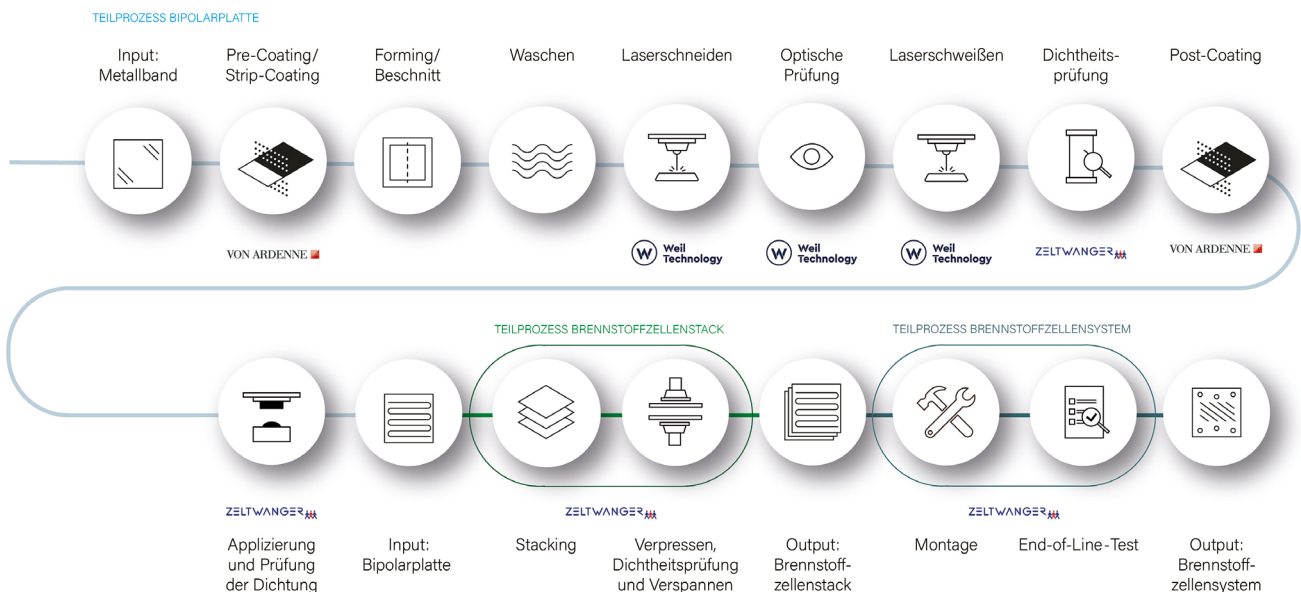 TEILPROZESS BIPOLARPLATTE
Input:
Metallband
Pre-Coating/
Strip-Coating
Forming/
Beschnitt
Waschen
Laserschneiden
Optische
Prüfung
Laserschweißen
Dichtheits-
prüfung
Post-Coating
VON ARDENNE
W Weil
Technology
W Weil
Technology
W Weil
Technology
ZELTWANGER
VON ARDENNE
TEILPROZESS BRENNSTOFFZELLENSTACK
TEILPROZESS BRENNSTOFFZELLENSYSTEM
ZELTWANGER
ZELTWANGER
ZELTWANGER
Applizierung
und Prüfung
der Dichtung
Input:
Bipolarplatte
Stacking
Verpressen,
Dichtheitsprüfung
und Verspannen
Output:
Brennstoff-
zellenstack
Montage
End-of-Line-Test
Output:
Brennstoff-
zellensystem